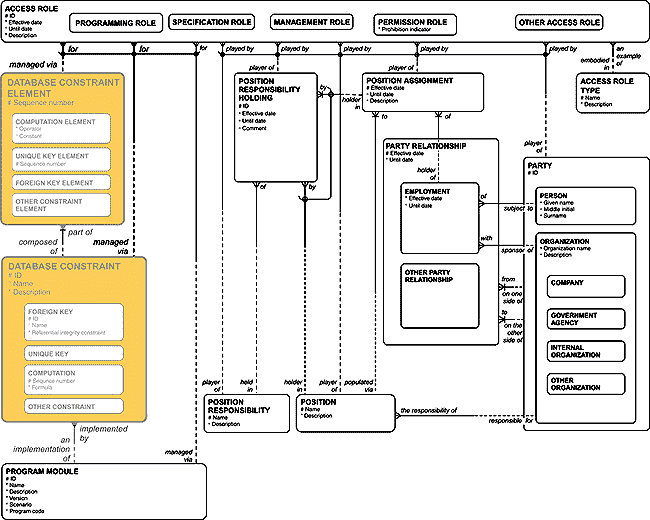 ACCESS ROLE
# ID
* Effective date
* Until date
* Description
PROGRAMMING ROLE
SPECIFICATION ROLE
MANAGEMENT ROLE
PERMISSION ROLE
* Prohibition indicator
OTHER ACCESS ROLE
for
for
for
played by
played by
played by
played by
played by
an
example
of
embodied
in
managed via
player of
player of
DATABASE CONSTRAINT
ELEMENT
# Sequence number
COMPUTATION ELEMENT
* Operator
* Constant
UNIQUE KEY ELEMENT
# Sequence number
FOREIGN KEY ELEMENT
OTHER CONSTRAINT
ELEMENT
POSITION
RESPONSIBILITY
HOLDING
# ID
* Effective date
* Until date
* Comment
by
holder
in
POSITION ASSIGNMENT
# Effective date
* Until date
* Description
ACCESS ROLE
TYPE
# Name
* Description
to
of
PARTY RELATIONSHIP
# Effective date
* Until date
holder
of
player
of
PARTY
# ID
of
by
EMPLOYMENT
* Effective date
* Until date
of
subject to
PERSON
* Given name
* Middle initial
* Surname
part of
composed
of
managed
via
with
sponsor of
ORGANIZATION
* Organization name
* Description
DATABASE CONSTRAINT
# ID
* Name
* Description
OTHER PARTY
RELATIONSHIP
from
on one
side of
COMPANY
FOREIGN KEY
# ID
* Name
* Referential integrity constraint
to
on the
other
side of
GOVERNMENT
AGENCY
UNIQUE KEY
INTERNAL
ORGANIZATION
COMPUTATION
# Sequence number
* Formula
OTHER
ORGANIZATION
OTHER CONSTRAINT
player
of
held
in
holder
in
player
of
populated
via
POSITION
RESPONSIBILITY
# Name
* Description
POSITION
# Name
* Description
the responsibility of
responsible for
implemented
by
an
implementation
of
managed
via
PROGRAM MODULE
# ID
* Name
* Description
* Version
* Scenario
* Program code